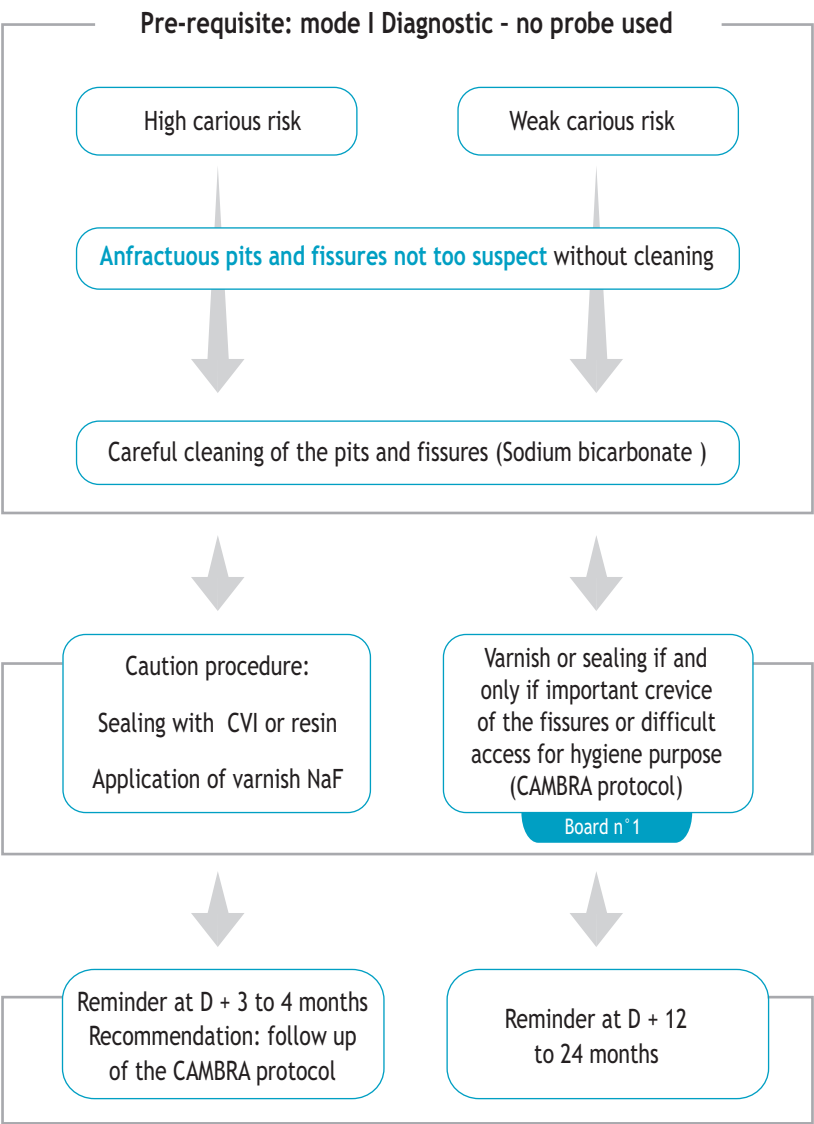 Pre-requisite: mode I Diagnostic - no probe used
High carious risk
Weak carious risk
Anfractuous pits and fissures not too suspect without cleaning
Careful cleaning of the pits and fissures (Sodium bicarbonate )
Caution procedure:
Sealing with CVI or resin
Application of varnish NaF
Varnish or sealing if and
only if important crevice
of the fissures or difficult
access for hygiene purpose
(CAMBRA protocol)
Board n°1
Reminder at D + 3 to 4 months
Recommendation: follow up
of the CAMBRA protocol
Reminder at D + 12
to 24 months